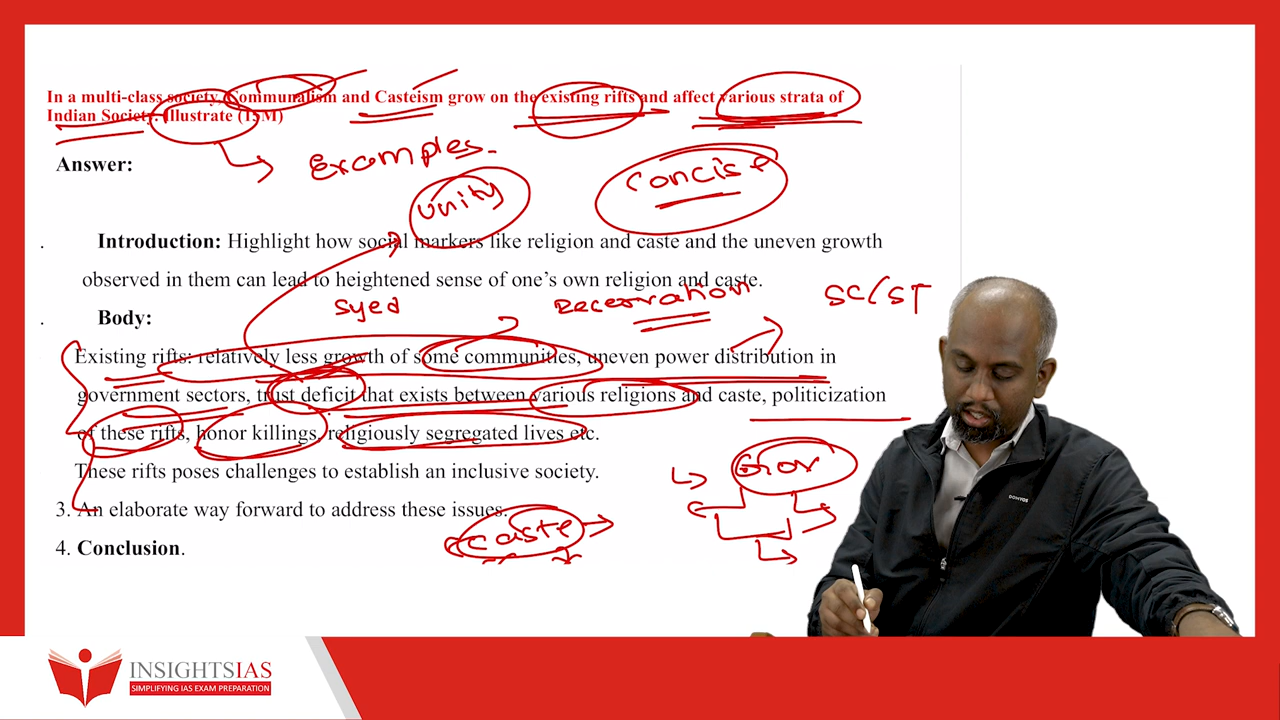 In a multi-class society, Communalism and Casteism grow on the existing rifts and affect various strata of
Indian Society. Illustrate (15M)
Examples.
Answer:
Concise
Unity
Introduction: Highlight how social markers like religion and caste and the uneven growth
observed in them can lead to heightened sense of one's own religion and caste.
Syed
SC/ST
Body:
Existing rifts: relatively less growth of some communities, uneven power distribution in
government sectors, trust deficit that exists between various religions and caste, politicization
of these rifts, honor killings, religiously segregated lives etc.
These rifts poses challenges to establish an inclusive society.
3. An elaborate way forward to address these issues.
caste
4. Conclusion.
DONYOS
INSIGHTSIAS
SIMPLIFYING IAS EXAM PREPARATION